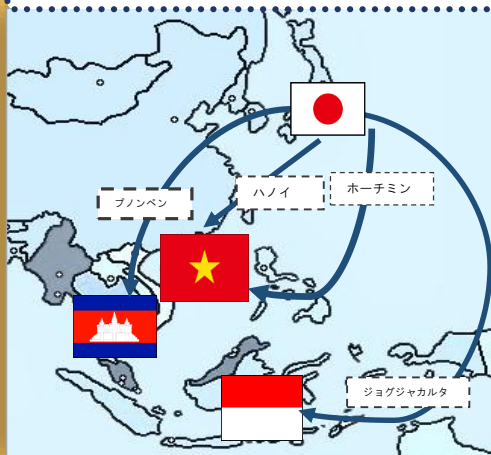 プノンペン
ハノイ
ホーチミン
ジョグジャカルタ